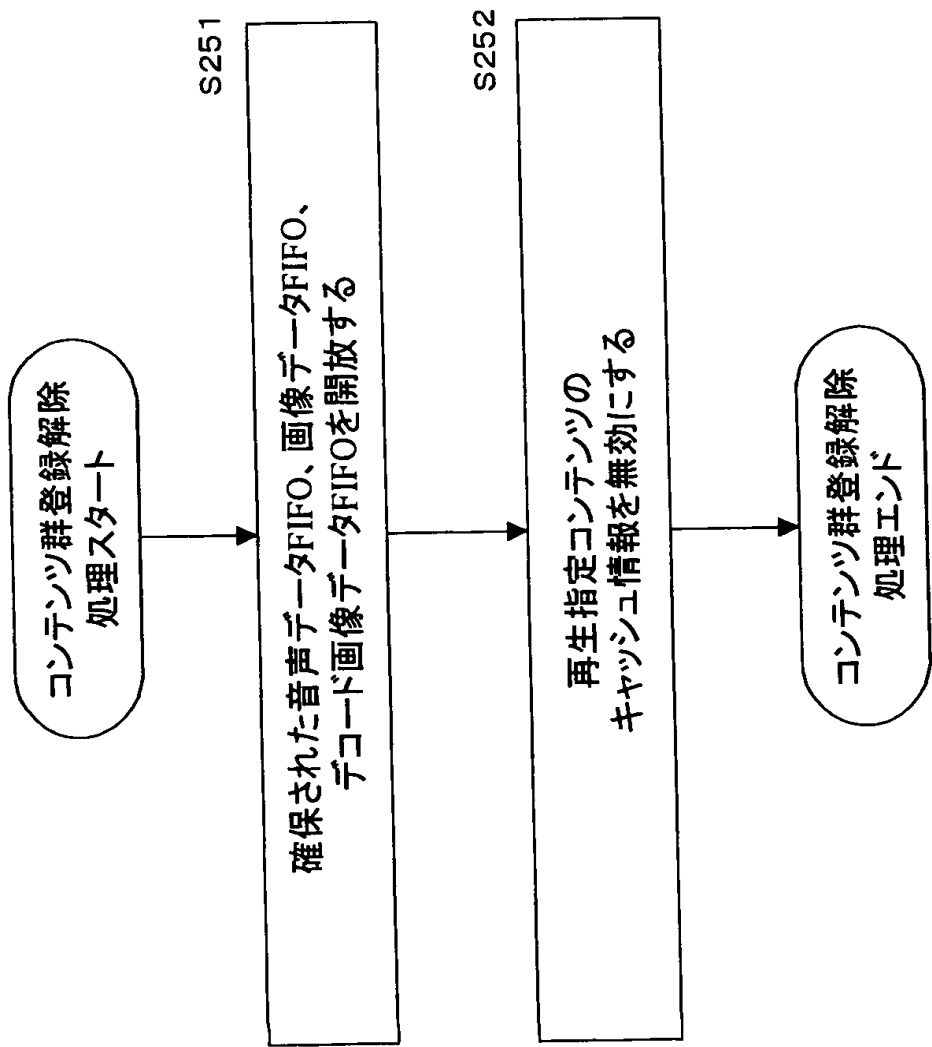 コンテンツ群登録解除
処理スタート
S251
確保された音声データFIFO、画像データFIFO、
デコード画像データFIFOを開放する
S252
再生指定コンテンツの
キャッシュ情報を無効にする
コンテンツ群登録解除
処理エンド